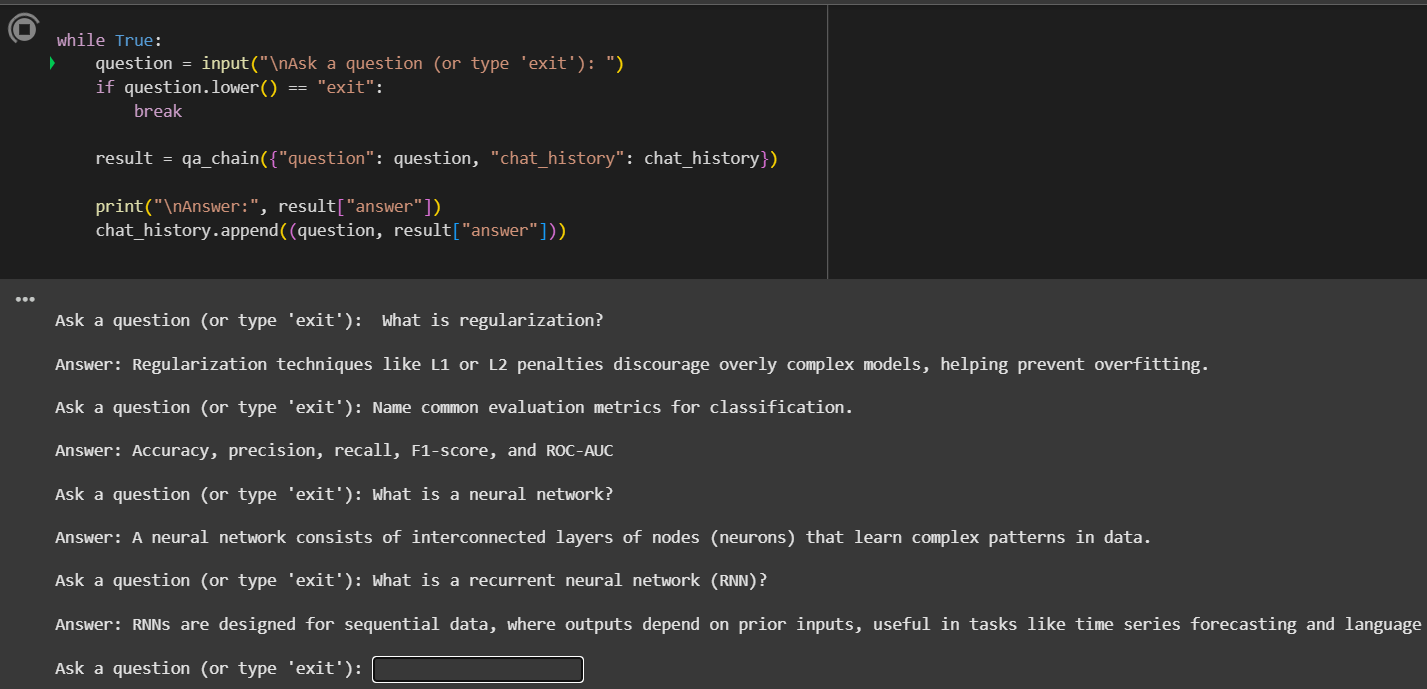 while True:
    question = input("\nAsk a question (or type 'exit'): ")
    if question.lower() == "exit":
        break
    result = qa_chain({"question": question, "chat_history": chat_history})
    print("\nAnswer:", result["answer"])
    chat_history.append((question, result["answer"]))
Ask a question (or type 'exit'):  What is regularization?
Answer: Regularization techniques like L1 or L2 penalties discourage overly complex models, helping prevent overfitting.
Ask a question (or type 'exit'): Name common evaluation metrics for classification.
Answer: Accuracy, precision, recall, F1-score, and ROC-AUC
Ask a question (or type 'exit'): What is a neural network?
Answer: A neural network consists of interconnected layers of nodes (neurons) that learn complex patterns in data.
Ask a question (or type 'exit'): What is a recurrent neural network (RNN)?
Answer: RNNs are designed for sequential data, where outputs depend on prior inputs, useful in tasks like time series forecasting and language
Ask a question (or type 'exit'):